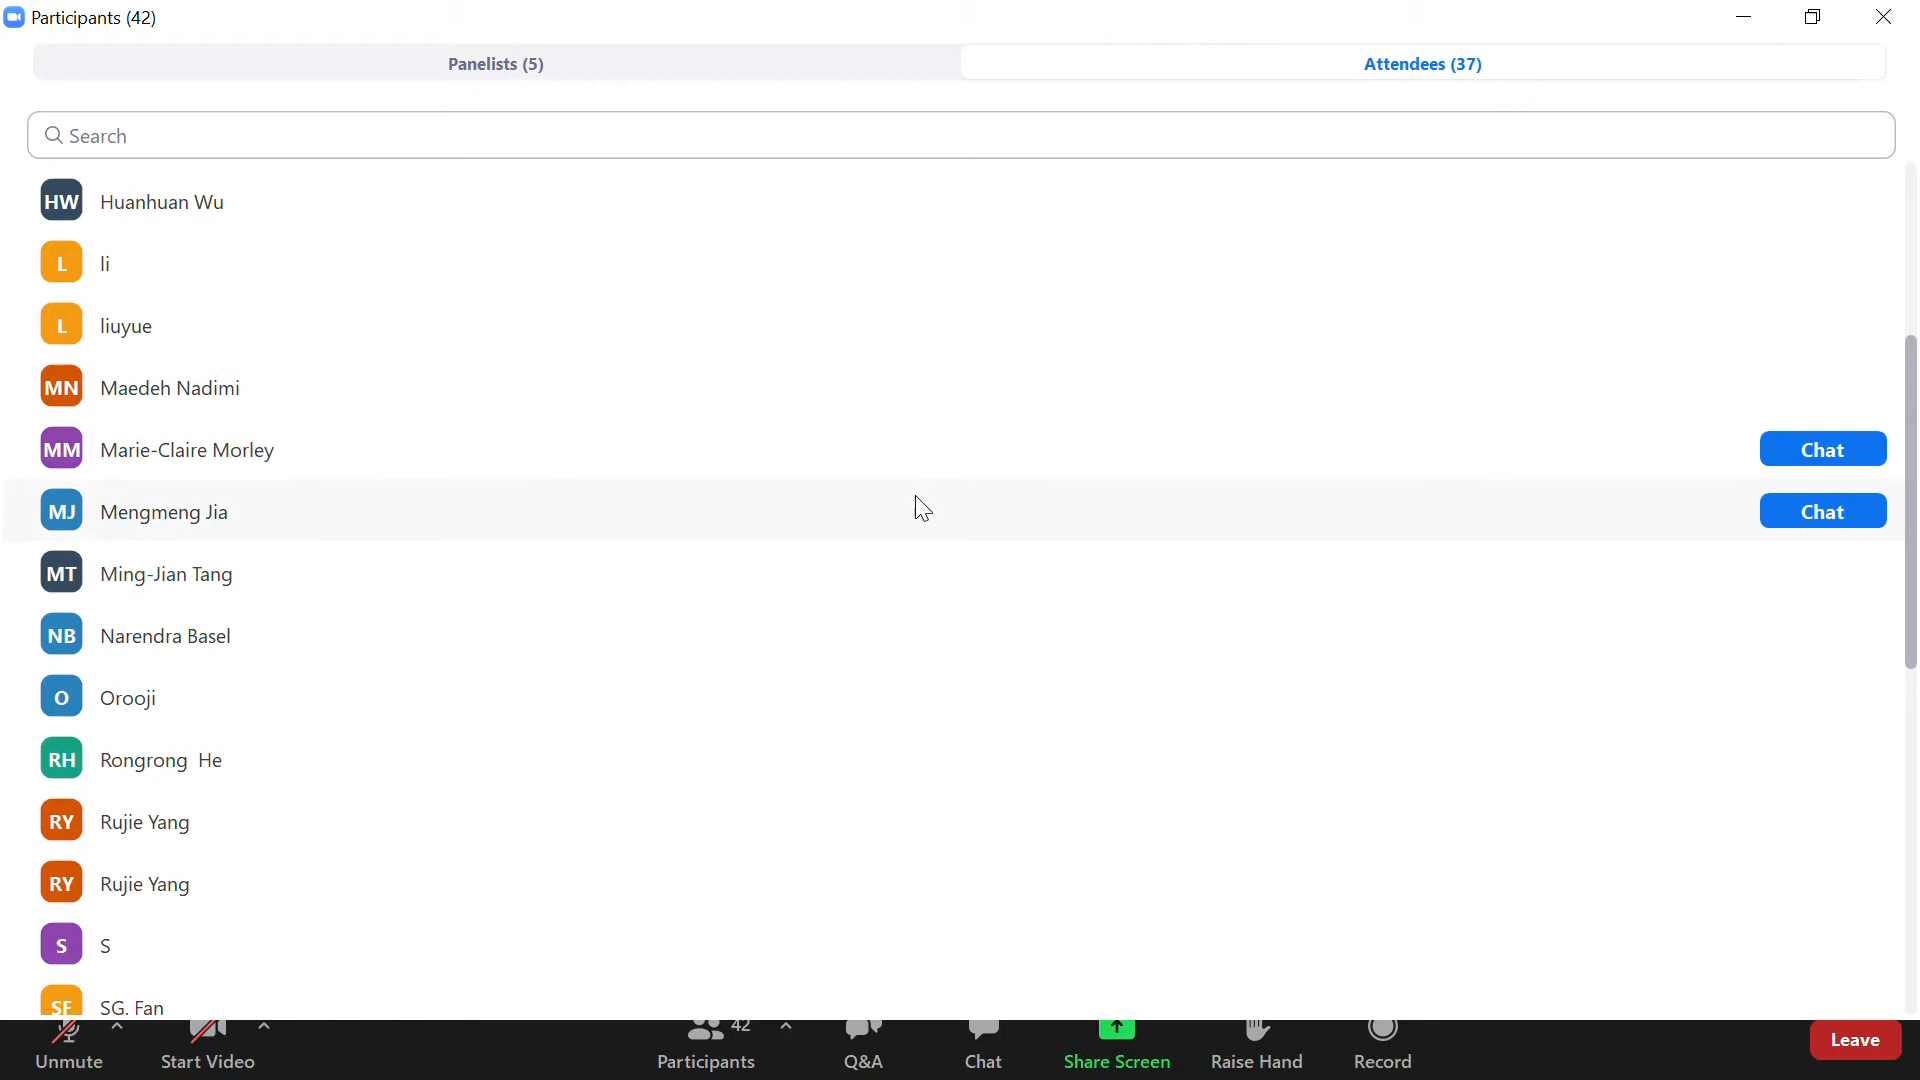 Participants (42)
Panelists (5)
Attendees (37)
Search
HW Huanhuan Wu
L li
L liuyue
MN Maedeh Nadimi
MM Marie-Claire Morley Chat
MJ Mengmeng Jia Chat
MT Ming-Jian Tang
NB Narendra Basel
O Orooji
RH Rongrong He
RY Rujie Yang
RY Rujie Yang
S S
SF SG. Fan
42
Unmute Start Video Participants Q&A Chat Share Screen Raise Hand Record Leave